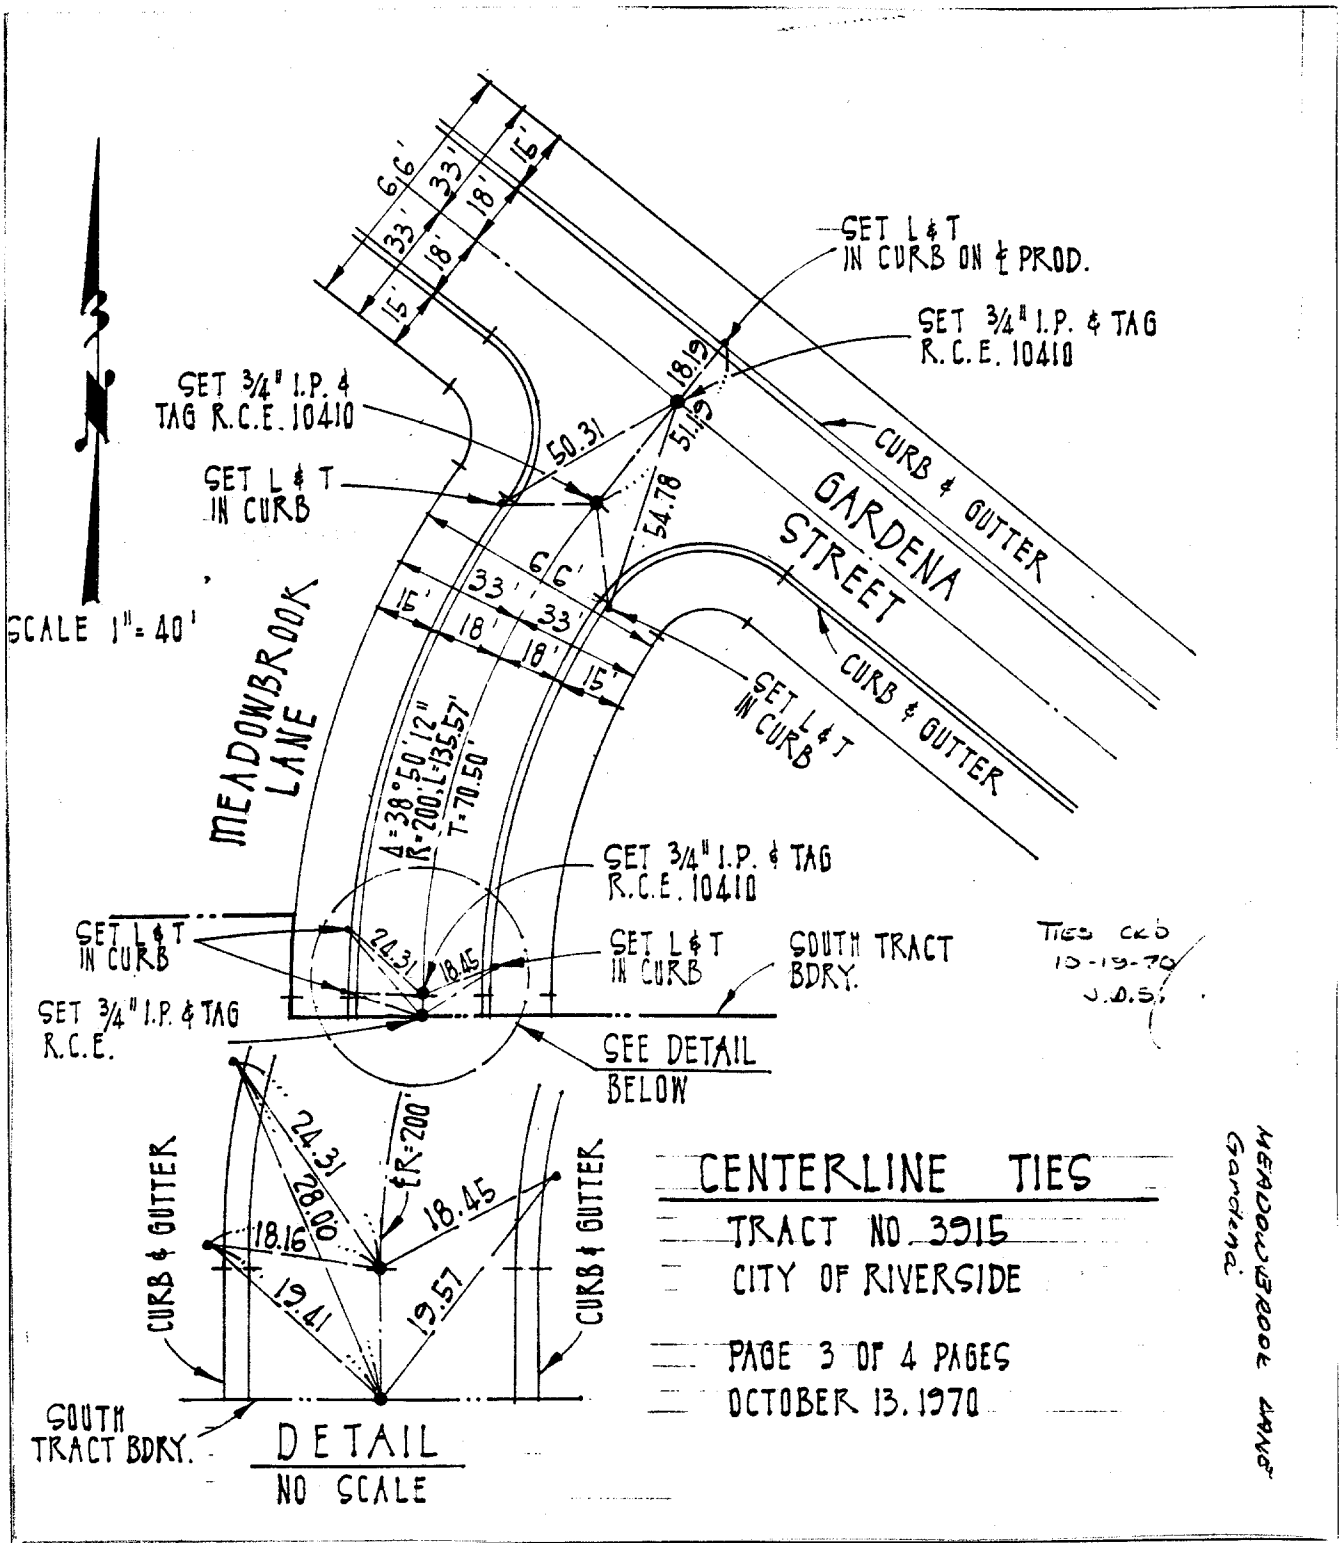 66'
33'
33'
15'
18'
18'
15'
SET L & T
IN CURB ON ℄ PROD.
SET 3/4" I.P. & TAG
R.C.E. 10410
SET 3/4" I.P. &
TAG R.C.E. 10410
18.19
51.19
50.31
54.78
SET L & T
IN CURB
CURB & GUTTER
GARDENA
STREET
N
SCALE 1"= 40'
66'
33'
33'
15'
18'
18'
15'
CURB & GUTTER
SET L & T
IN CURB
MEADOWBROOK
LANE
Δ=38°50'12"
R=200', L=135.57'
T=70.50'
SET 3/4" I.P. & TAG
R.C.E. 10410
SET L & T
IN CURB
24.31
18.45
SET L & T
IN CURB
SOUTH TRACT
BDRY.
TIES CKD
10-19-70
J.D.S.
SET 3/4" I.P. & TAG
R.C.E.
SEE DETAIL
BELOW
24.31
28.00
℄ R=200'
18.45
18.16
19.41
19.57
CURB & GUTTER
CURB & GUTTER
SOUTH
TRACT BDRY.
DETAIL
NO SCALE
CENTERLINE TIES
TRACT NO. 3915
CITY OF RIVERSIDE
PAGE 3 OF 4 PAGES
OCTOBER 13. 1970
MEADOWBROOK LANE
Gardena